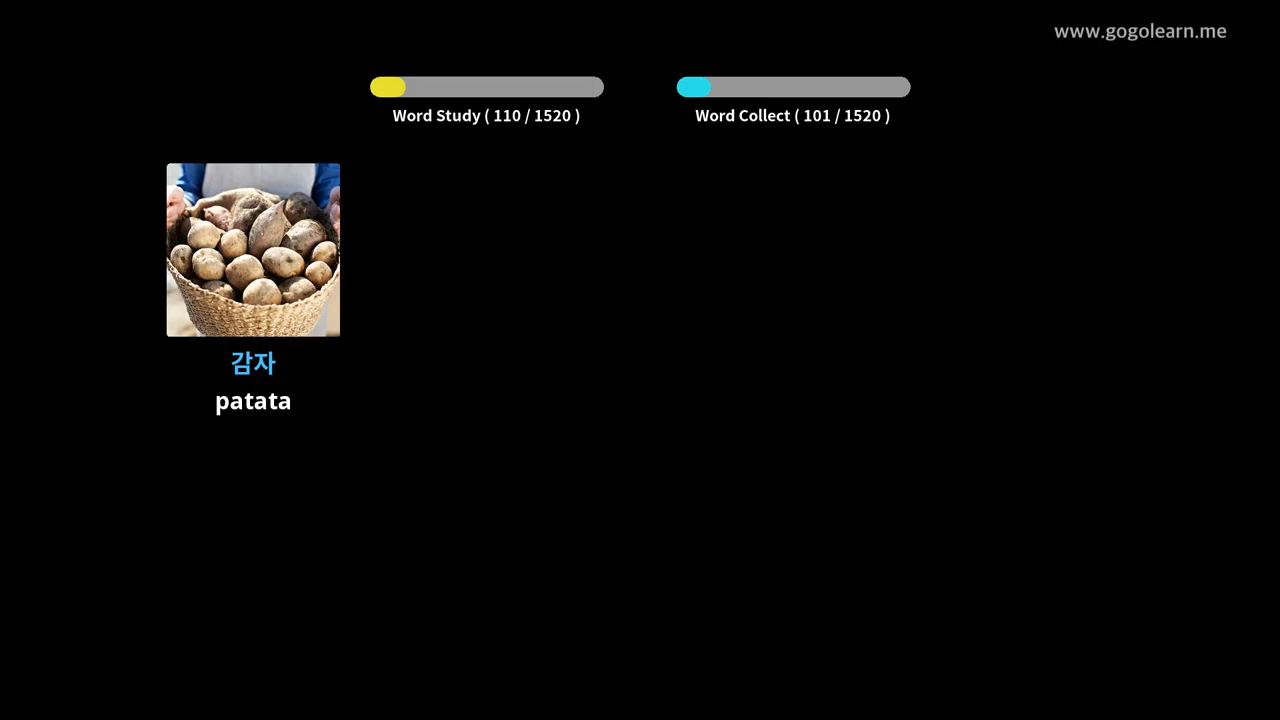 www.gogolearn.me
Word Study ( 110 / 1520 )
Word Collect ( 101 / 1520 )
감자
patata